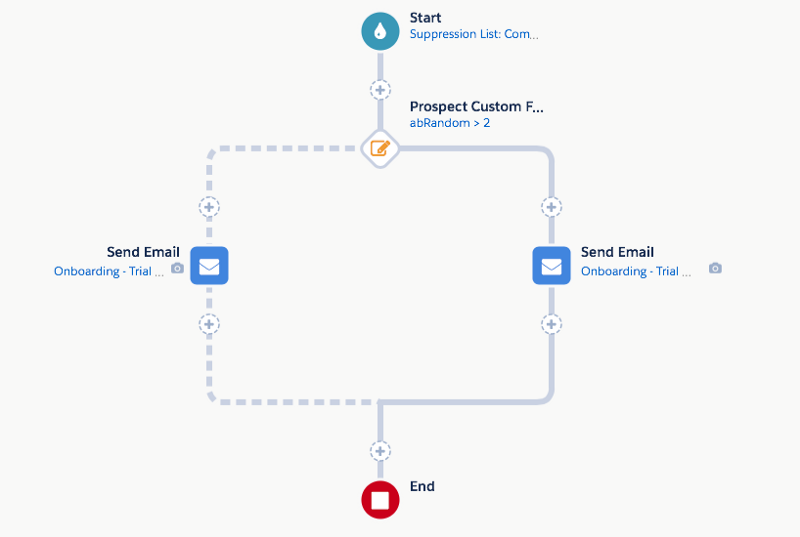 Start
Suppression List: Com...
Prospect Custom F...
abRandom > 2
Send Email
Onboarding - Trial ...
Send Email
Onboarding - Trial ...
End